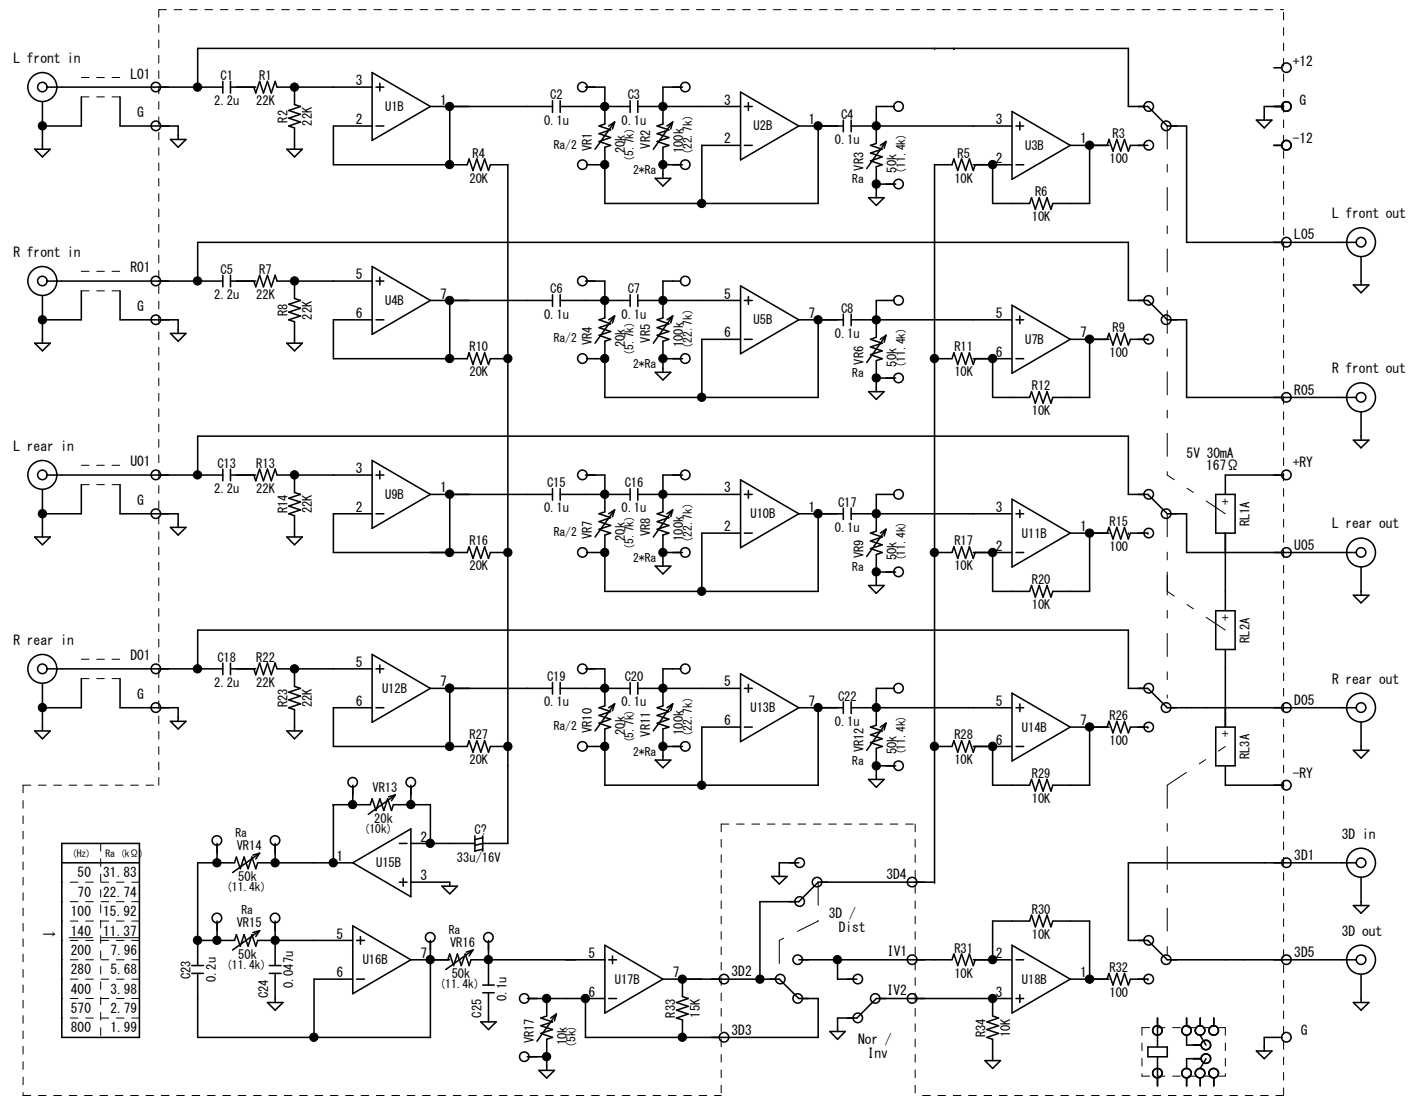 L front in
L01
G
C1
2.2u
R1
22K
R2
22K
3
2
1
U1B
R4
20K
C2
0.1u
C3
0.1u
VR1
20k
(5.7k)
Ra/2
VR2
100k
(22.7k)
2*Ra
3
2
1
U2B
C4
0.1u
VR3
50k
(11.4k)
Ra
3
2
1
U3B
R5
10K
R6
10K
R3
100
+12
G
-12
L front out
L05
R front in
R01
G
C5
2.2u
R7
22K
R8
22K
5
6
7
U4B
R10
20K
C6
0.1u
C7
0.1u
VR4
20k
(5.7k)
Ra/2
VR5
100k
(22.7k)
2*Ra
5
6
7
U5B
C8
0.1u
VR6
50k
(11.4k)
Ra
5
6
7
U7B
R11
10K
R12
10K
R9
100
R front out
R05
L rear in
U01
G
C13
2.2u
R13
22K
R14
22K
3
2
1
U9B
R16
20K
C15
0.1u
C16
0.1u
VR7
20k
(5.7k)
Ra/2
VR8
100k
(22.7k)
2*Ra
3
2
1
U10B
C17
0.1u
VR9
50k
(11.4k)
Ra
3
2
1
U11B
R17
10K
R20
10K
R15
100
5V 30mA
167Ω
+RY
RL1A
L rear out
U05
RL2A
R rear in
D01
G
C18
2.2u
R22
22K
R23
22K
5
6
7
U12B
R27
20K
C19
0.1u
C20
0.1u
VR10
20k
(5.7k)
Ra/2
VR11
100k
(22.7k)
2*Ra
5
6
7
U13B
C22
0.1u
VR12
50k
(11.4k)
Ra
5
6
7
U14B
R28
10K
R29
10K
R26
100
R rear out
D05
RL3A
-RY
VR13
20k
(10k)
C?
33u/16V
2
3
1
U15B
Ra
VR14
50k
(11.4k)
Ra
VR15
50k
(11.4k)
C23
0.2u
C24
0.047u
5
6
7
U16B
Ra
VR16
50k
(11.4k)
C25
0.1u
5
6
7
U17B
VR17
10k
(5k)
R33
15K
3D2
3D3
3D4
3D /
Dist
Nor /
Inv
IV1
IV2
R31
10K
R30
10K
R34
10K
2
3
1
U18B
R32
100
3D in
3D1
3D out
3D5
G
(Hz) Ra (kΩ)
50 31.83
70 22.74
100 15.92
→ 140 11.37
200 7.96
280 5.68
400 3.98
570 2.79
800 1.99